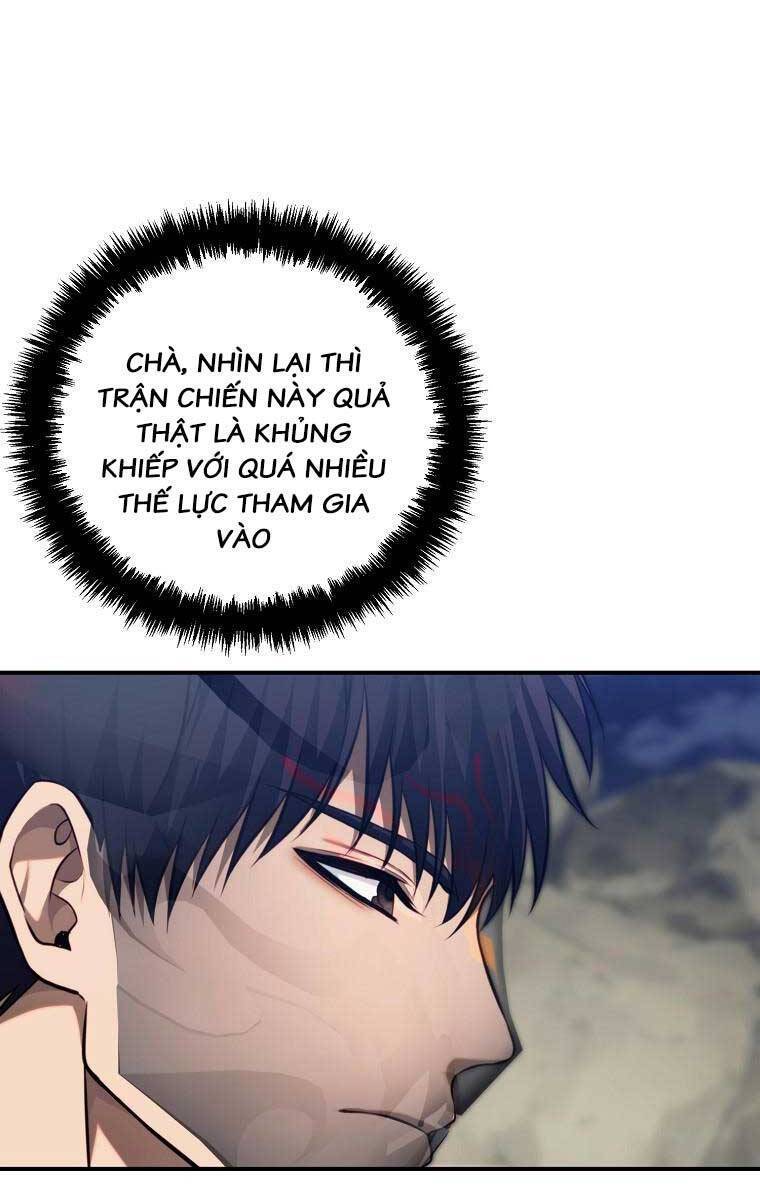 CHÀ, NHÌN LẠI THÌ
TRẬN CHIẾN NÀY QUẢ
THẬT LÀ KHỦNG
KHIẾP VỚI QUÁ NHIỀU
THẾ LỰC THAM GIA
VÀO